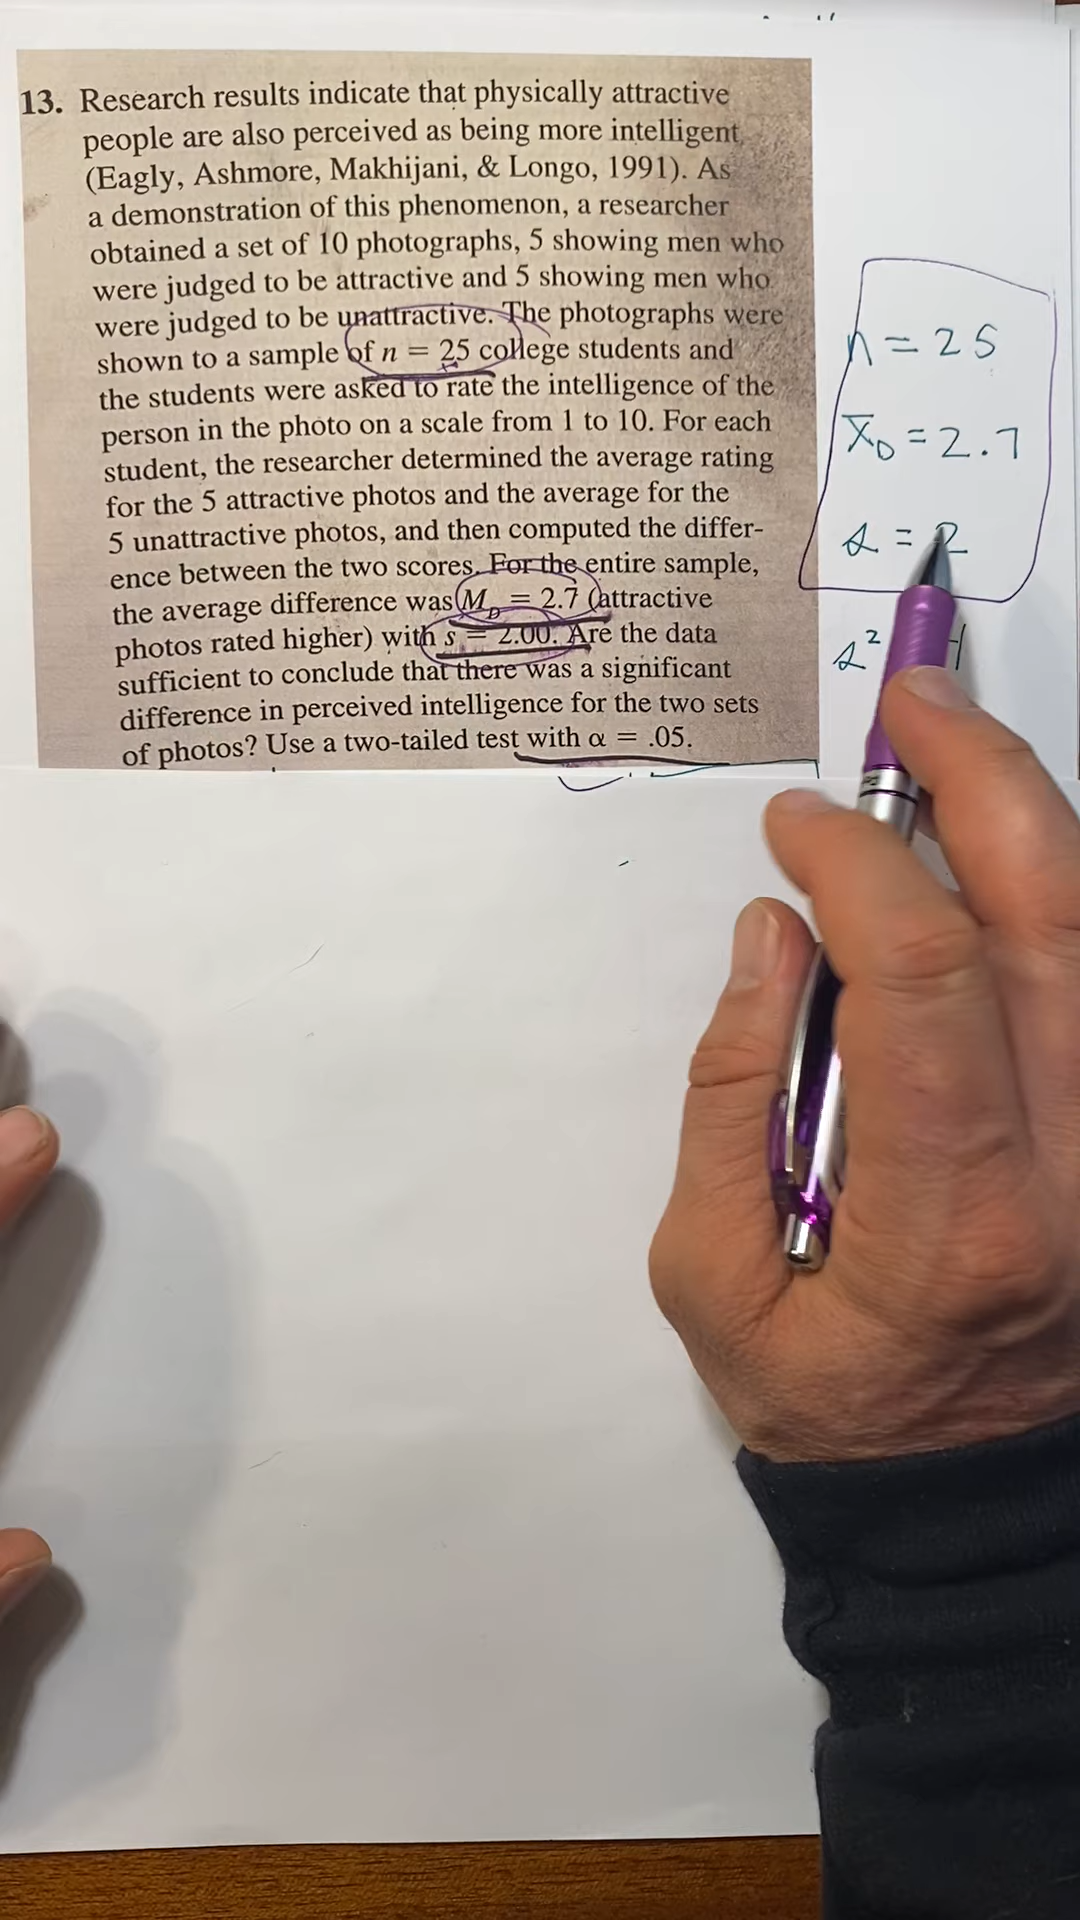 13. Research results indicate that physically attractive
people are also perceived as being more intelligent
(Eagly, Ashmore, Makhijani, & Longo, 1991). As
a demonstration of this phenomenon, a researcher
obtained a set of 10 photographs, 5 showing men who
were judged to be attractive and 5 showing men who
were judged to be unattractive. The photographs were
shown to a sample of n = 25 college students and
the students were asked to rate the intelligence of the
person in the photo on a scale from 1 to 10. For each
student, the researcher determined the average rating
for the 5 attractive photos and the average for the
5 unattractive photos, and then computed the differ-
ence between the two scores. For the entire sample,
the average difference was M_D = 2.7 (attractive
photos rated higher) with s = 2.00. Are the data
sufficient to conclude that there was a significant
difference in perceived intelligence for the two sets
of photos? Use a two-tailed test with α = .05.
n = 25
x̄_D = 2.7
s = 2
s²